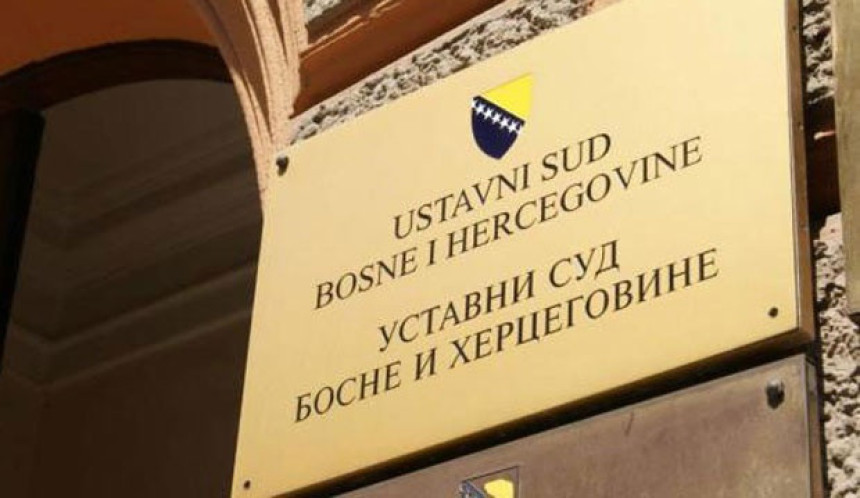 USTAVNI SUD
BOSNE I HERCEGOVINE
УСТАВНИ СУД
БОСНЕ И ХЕРЦЕГОВИНЕ